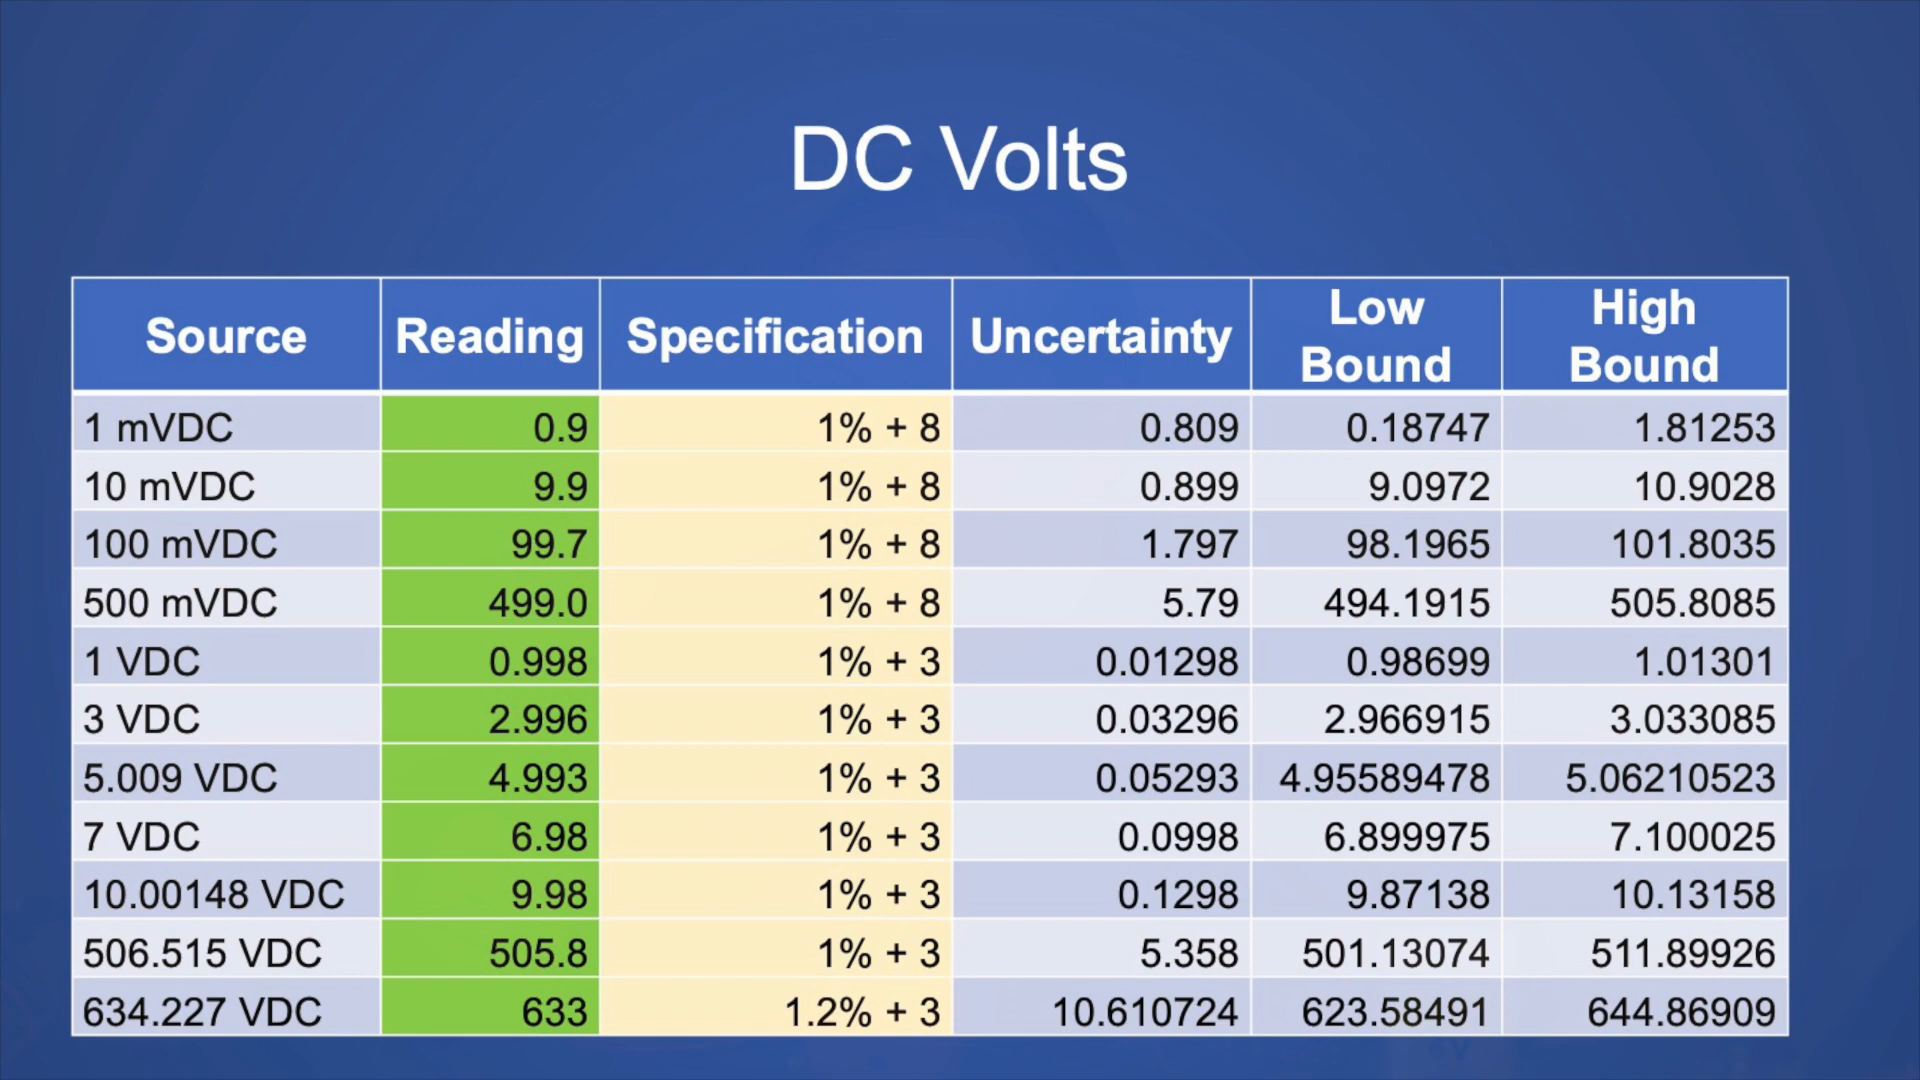 DC Volts
Source Reading Specification Uncertainty Low Bound High Bound
1 mVDC 0.9 1% + 8 0.809 0.18747 1.81253
10 mVDC 9.9 1% + 8 0.899 9.0972 10.9028
100 mVDC 99.7 1% + 8 1.797 98.1965 101.8035
500 mVDC 499.0 1% + 8 5.79 494.1915 505.8085
1 VDC 0.998 1% + 3 0.01298 0.98699 1.01301
3 VDC 2.996 1% + 3 0.03296 2.966915 3.033085
5.009 VDC 4.993 1% + 3 0.05293 4.95589478 5.06210523
7 VDC 6.98 1% + 3 0.0998 6.899975 7.100025
10.00148 VDC 9.98 1% + 3 0.1298 9.87138 10.13158
506.515 VDC 505.8 1% + 3 5.358 501.13074 511.89926
634.227 VDC 633 1.2% + 3 10.610724 623.58491 644.86909